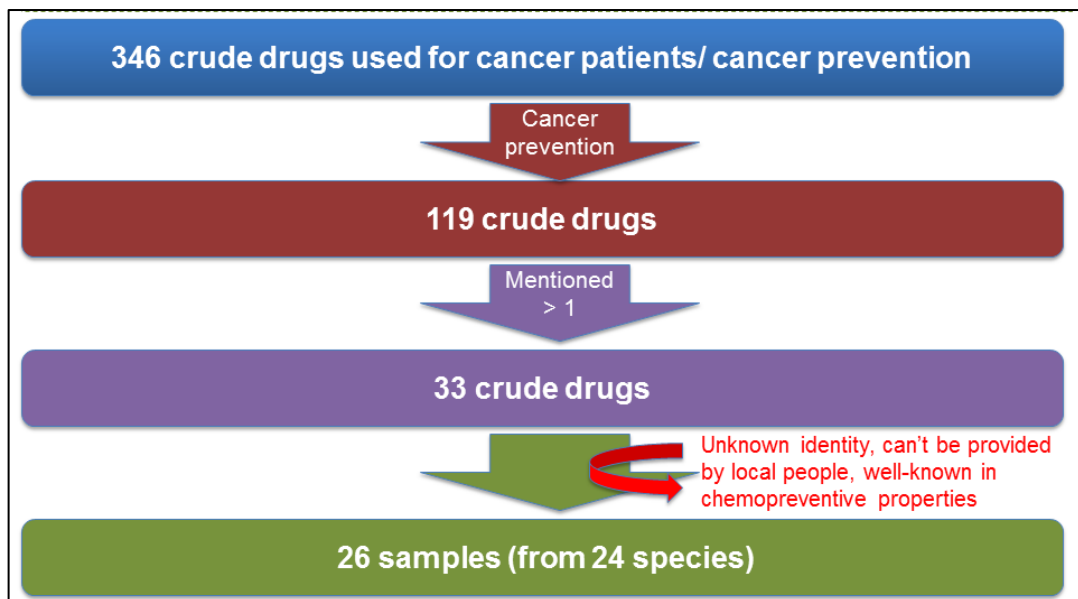 346 crude drugs used for cancer patients/ cancer prevention
Cancer
prevention
119 crude drugs
Mentioned
> 1
33 crude drugs
Unknown identity, can’t be provided
by local people, well-known in
chemopreventive properties
26 samples (from 24 species)